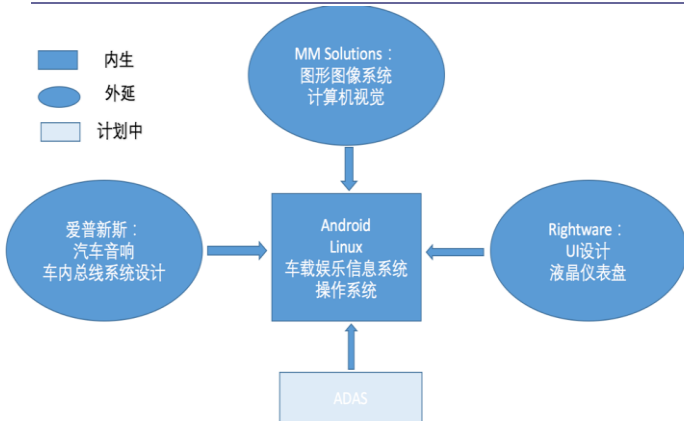 内生
外延
计划中
MM Solutions：
图形图像系统
计算机视觉
爱普新斯：
汽车音响
车内总线系统设计
Android
Linux
车载娱乐信息系统
操作系统
Rightware：
UI设计
液晶仪表盘
ADAS